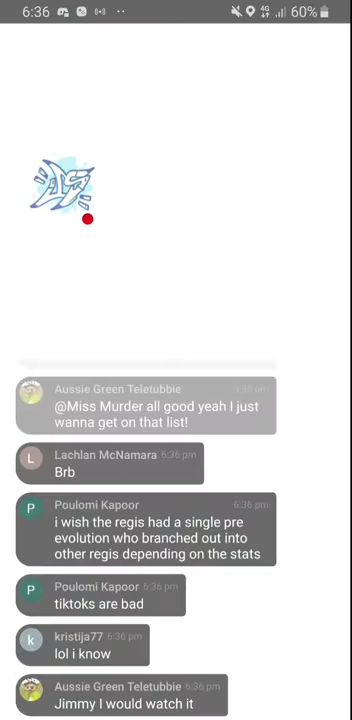 6:36
4G
60%
Aussie Green Teletubbie
@Miss Murder all good yeah I just
wanna get on that list!
Lachlan McNamara 6:36 pm
Brb
Poulomi Kapoor 6:36 pm
i wish the regis had a single pre
evolution who branched out into
other regis depending on the stats
Poulomi Kapoor 6:36 pm
tiktoks are bad
kristija77 6:36 pm
lol i know
Aussie Green Teletubbie 6:36 pm
Jimmy I would watch it